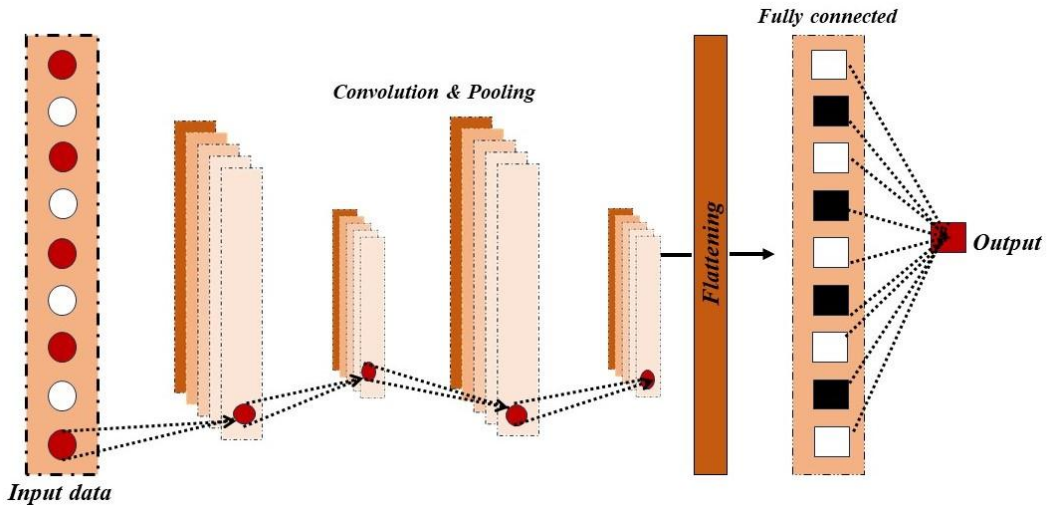 Fully connected
Convolution & Pooling
Flattening
Output
Input data